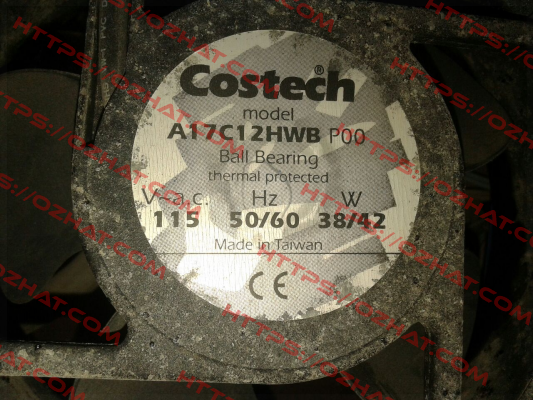 Costech®
model
A17C12HWB P00
Ball Bearing
thermal protected
V~a.c. Hz W
115 50/60 38/42
Made in Taiwan
CE
HTTPS://OZHAT.COM